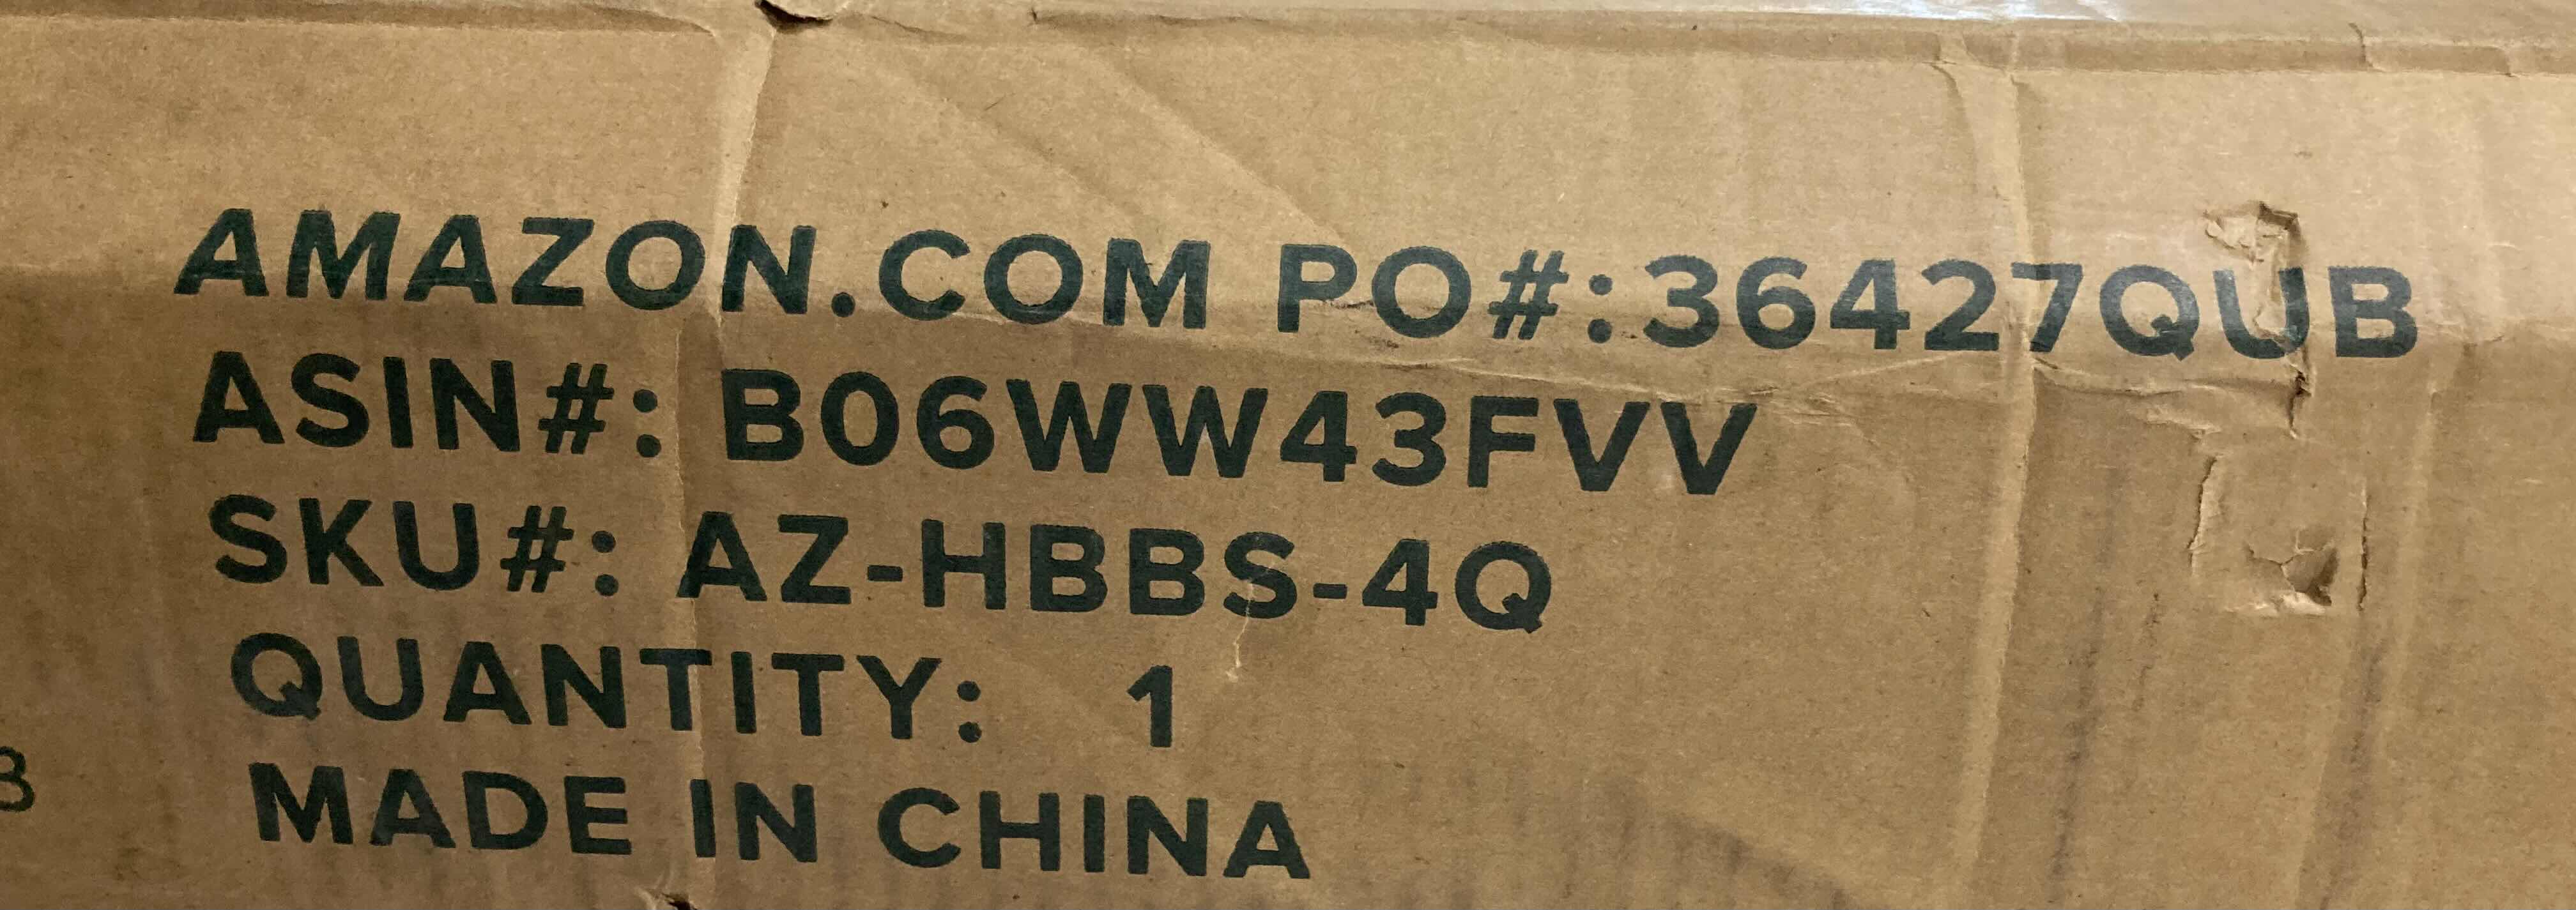 AMAZON.COM PO#:36427QUB
ASIN#: B06WW43FVV
SKU#: AZ-HBBS-4Q
QUANTITY: 1
MADE IN CHINA